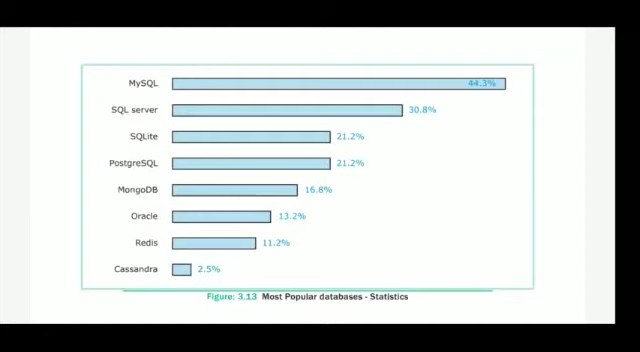 MySQL 44.3%
SQL server 30.8%
SQLite 21.2%
PostgreSQL 21.2%
MongoDB 16.8%
Oracle 13.2%
Redis 11.2%
Cassandra 2.5%
Figure: 3.13 Most Popular databases - Statistics